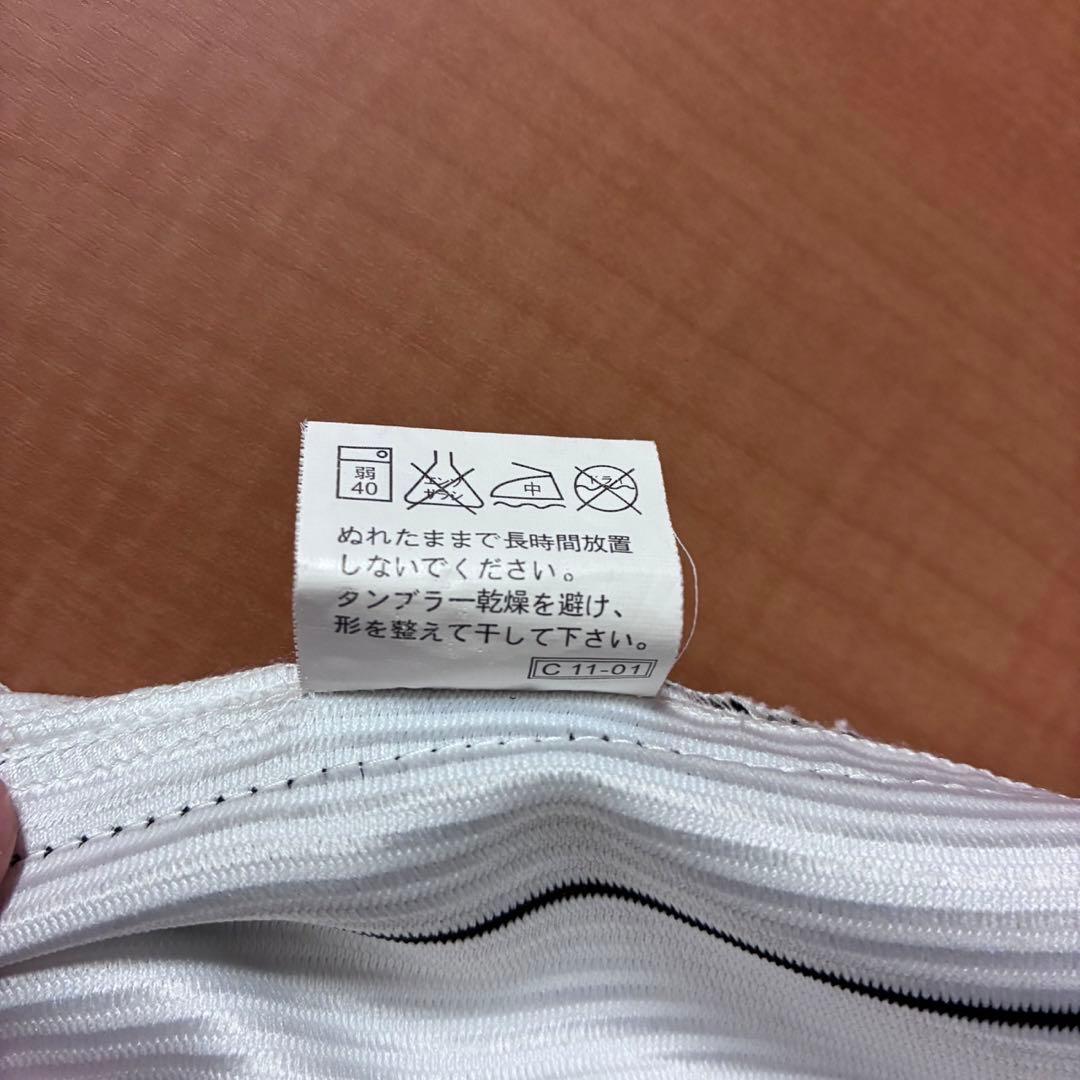 弱
40
エンソ
サラシ
中
ドライ
ぬれたままで長時間放置
しないでください。
タンブラー乾燥を避け、
形を整えて干して下さい。
C 11-01